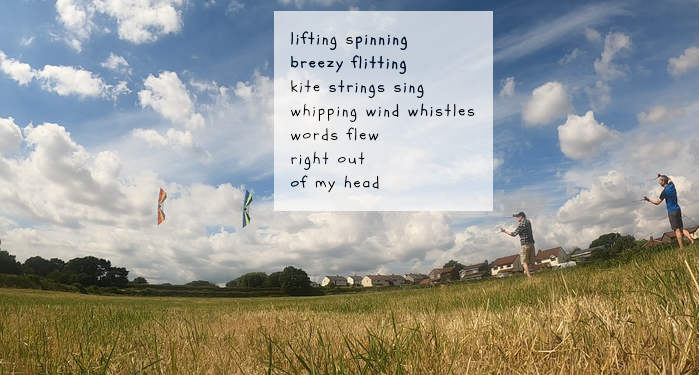 lifting spinning
breezy flitting
kite strings sing
whipping wind whistles
words flew
right out
of my head